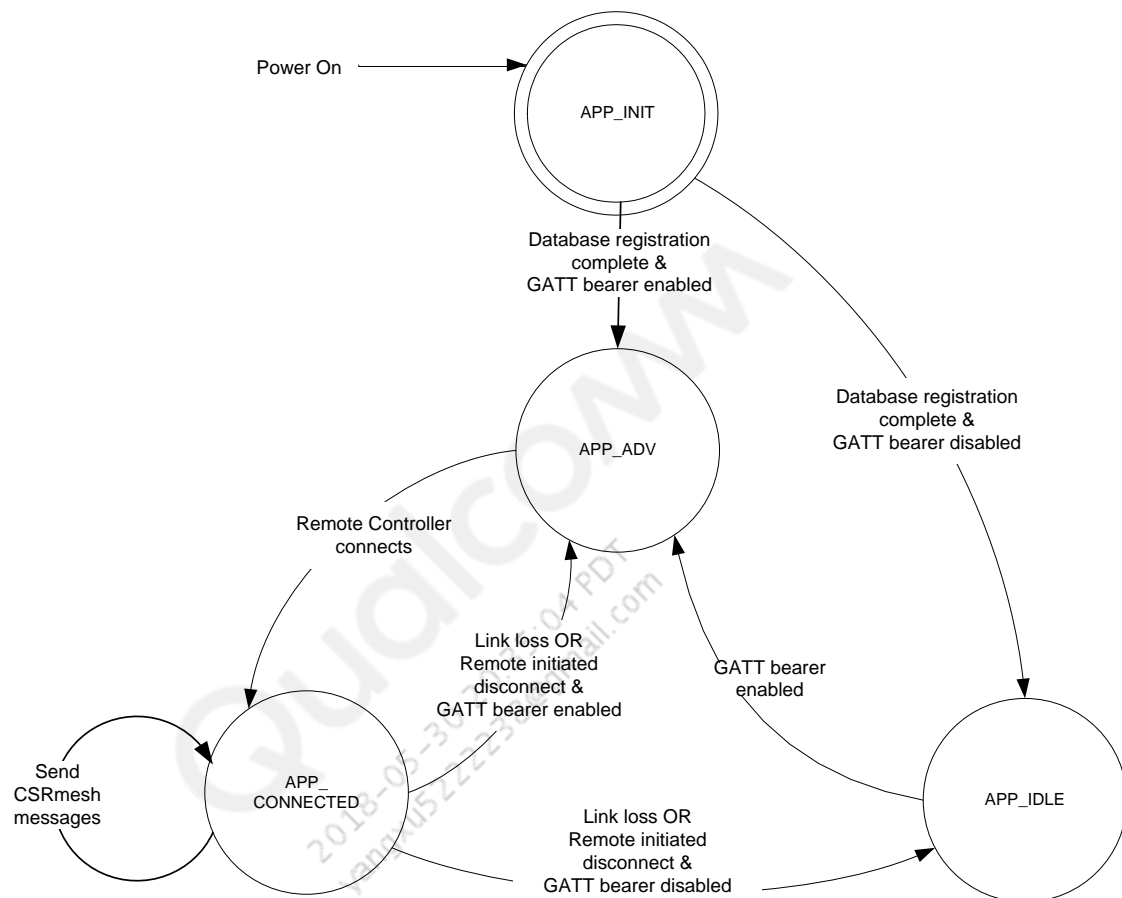 Power On
APP_INIT
Database registration
complete &
GATT bearer enabled
Database registration
complete &
GATT bearer disabled
APP_ADV
Remote Controller
connects
Link loss OR
Remote initiated
disconnect &
GATT bearer enabled
GATT bearer
enabled
Send
CSRmesh
messages
APP_
CONNECTED
APP_IDLE
Link loss OR
Remote initiated
disconnect &
GATT bearer disabled
Qualcomm